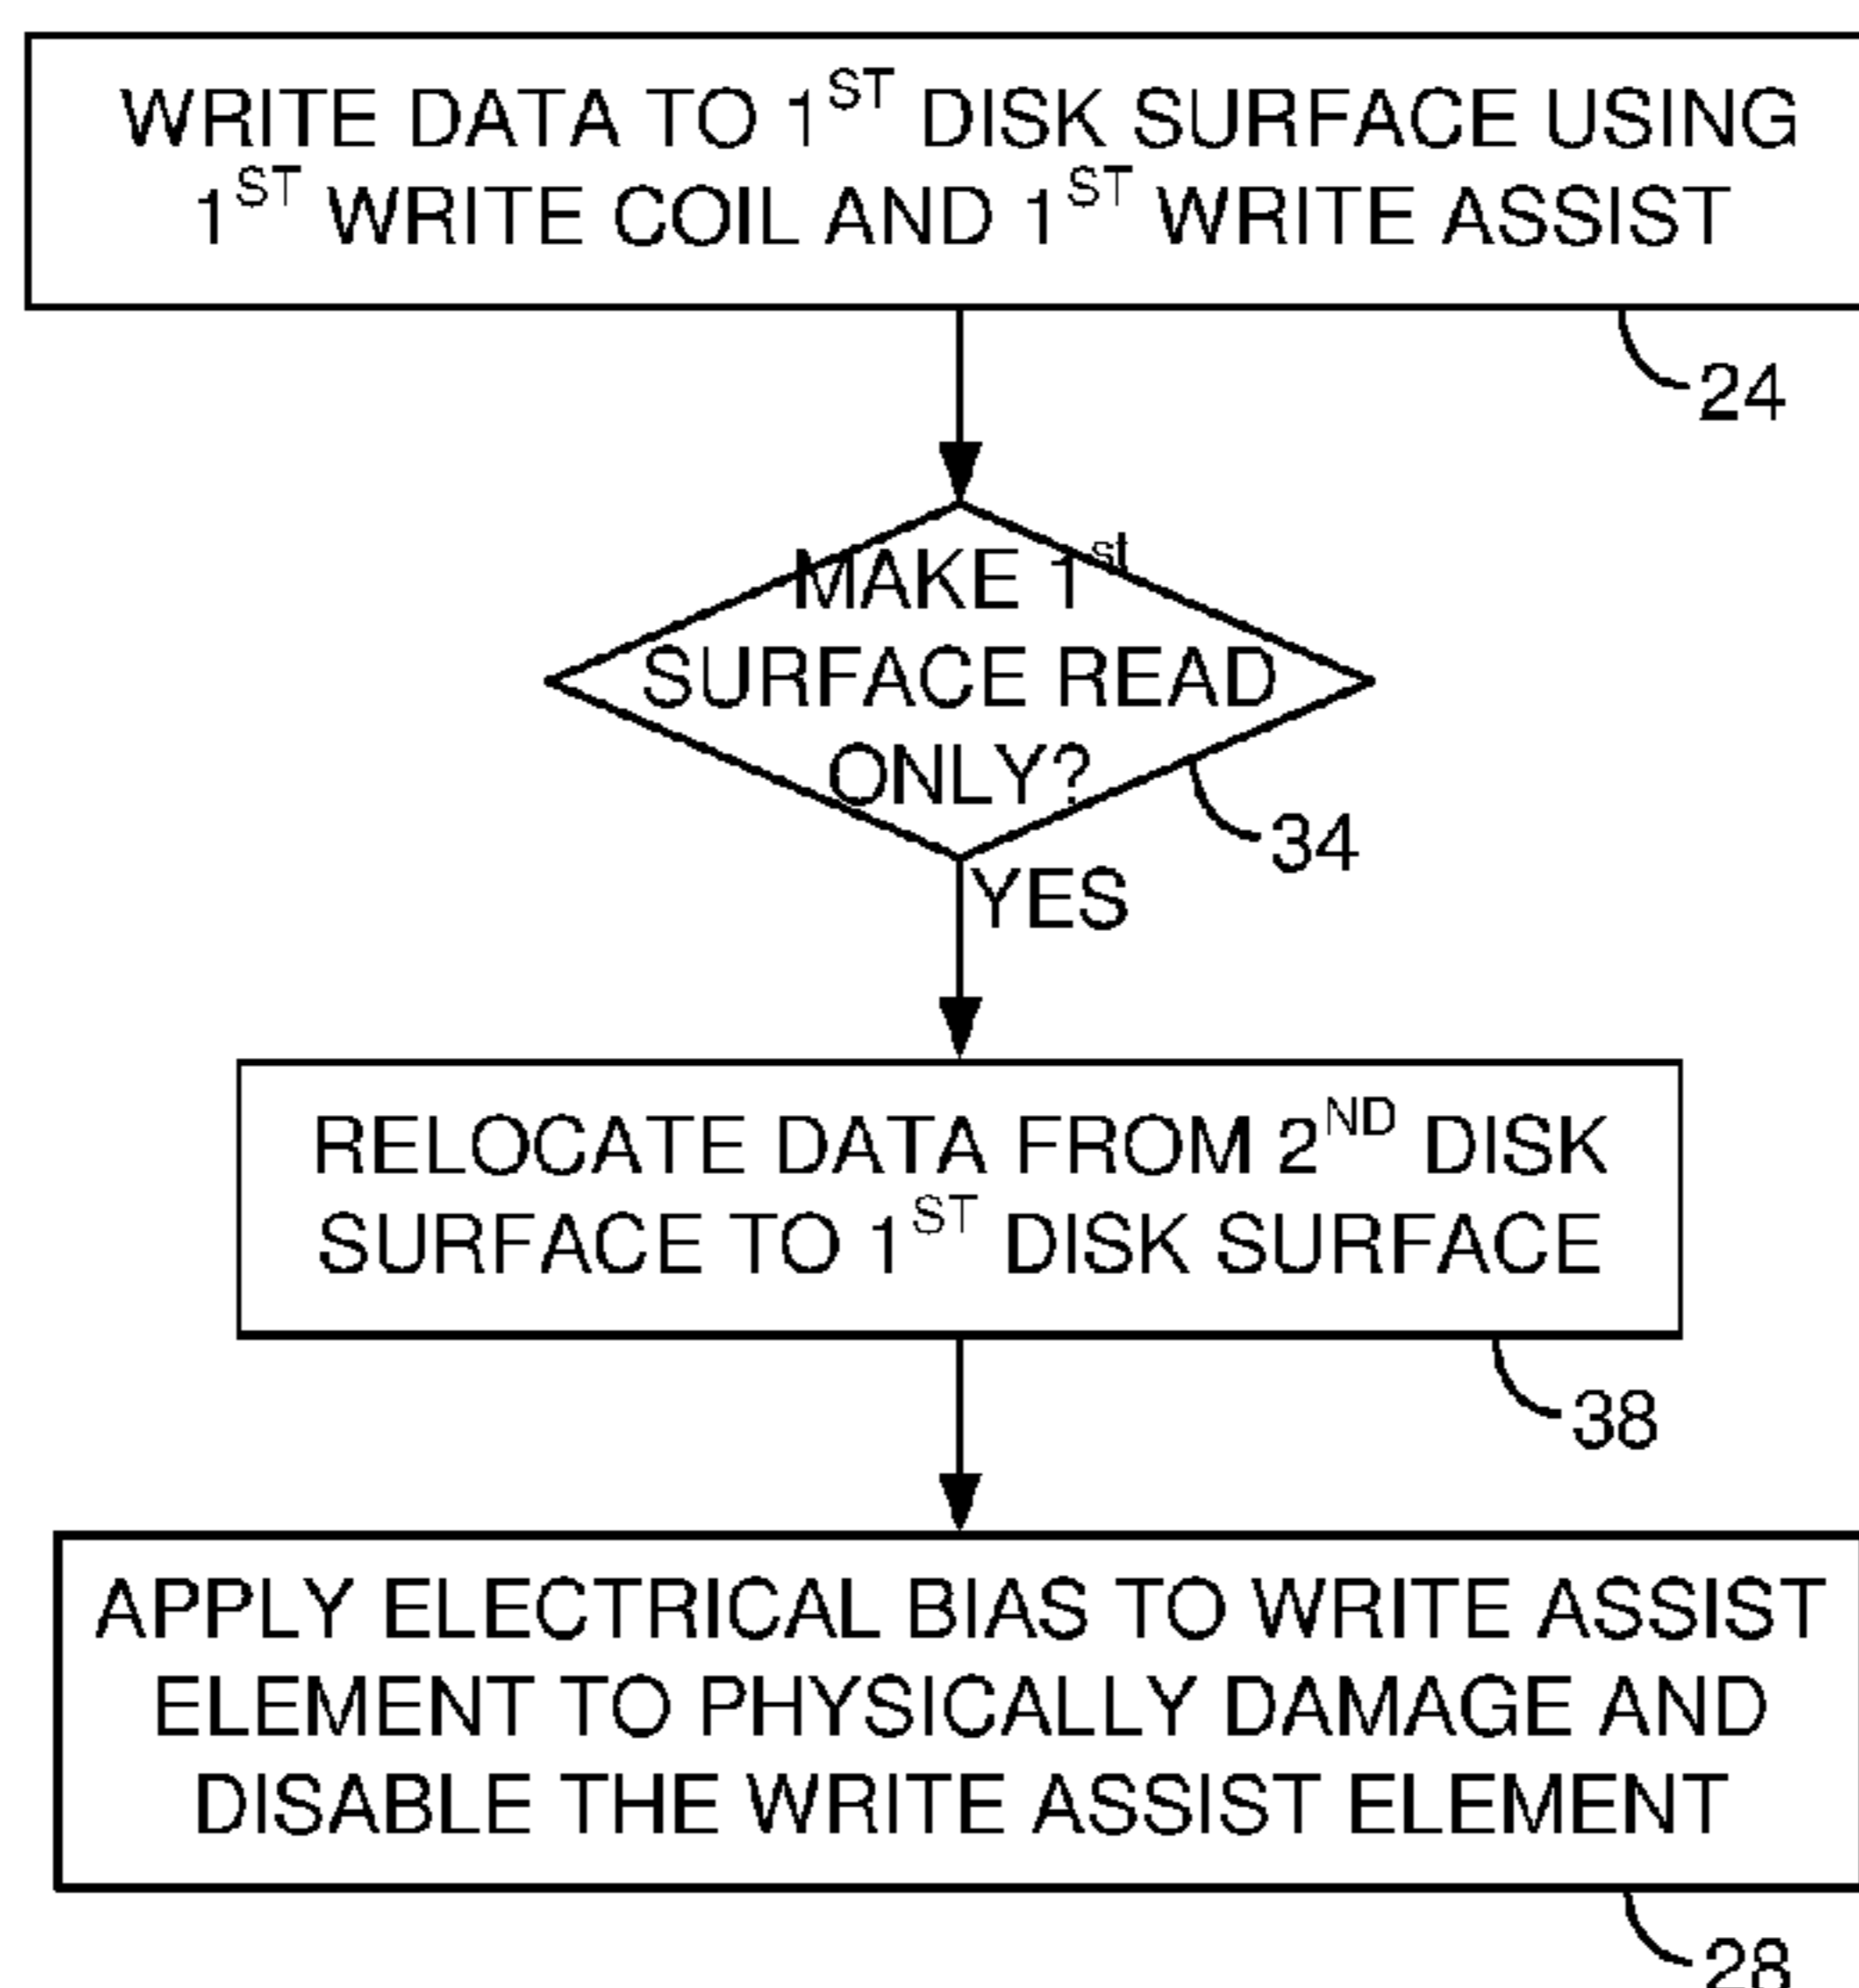 WRITE DATA TO 1ST DISK SURFACE USING
1ST WRITE COIL AND 1ST WRITE ASSIST
24
MAKE 1st
SURFACE READ
ONLY?
34
YES
RELOCATE DATA FROM 2ND DISK
SURFACE TO 1ST DISK SURFACE
38
APPLY ELECTRICAL BIAS TO WRITE ASSIST
ELEMENT TO PHYSICALLY DAMAGE AND
DISABLE THE WRITE ASSIST ELEMENT
28